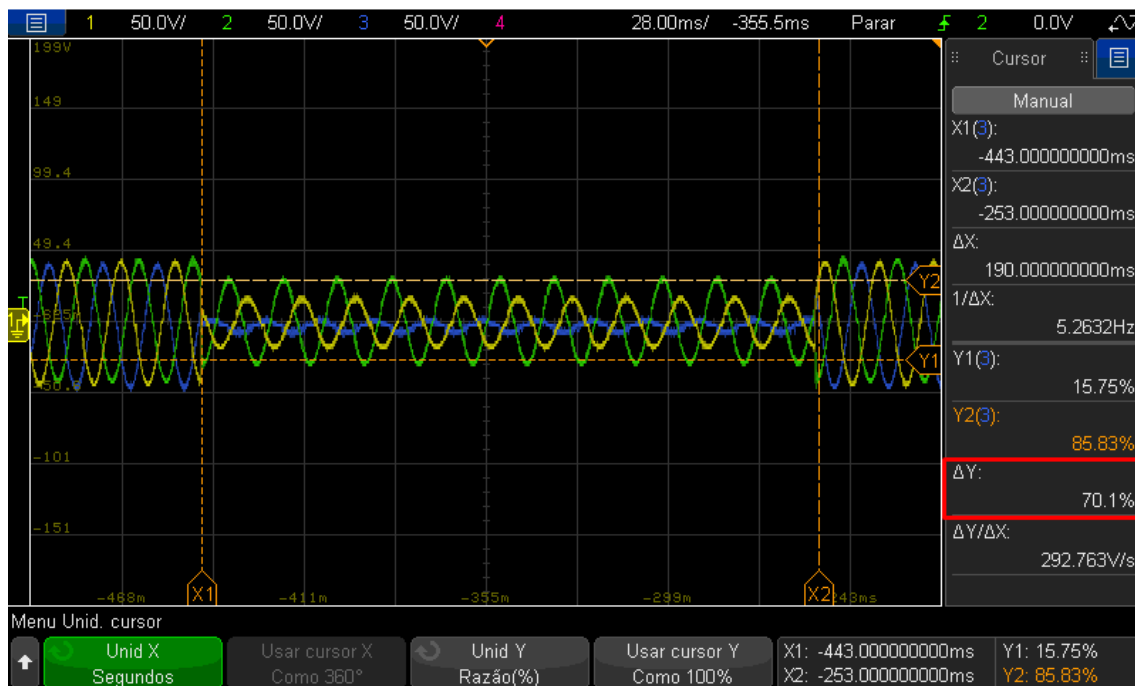 1 50.0V/ 2 50.0V/ 3 50.0V/ 4 28.00ms/ -355.5ms Parar 2 0.0V
199V
149
99.4
49.4
-101
-151
-468m -411m -355m -299m
T
1
Y2
Y1
X1
X2
Cursor
Manual
X1(3):
-443.000000000ms
X2(3):
-253.000000000ms
ΔX:
190.000000000ms
1/ΔX:
5.2632Hz
Y1(3):
15.75%
Y2(3):
85.83%
ΔY:
70.1%
ΔY/ΔX:
292.763V/s
Menu Unid. cursor
Unid X
Segundos
Usar cursor X
Como 360°
Unid Y
Razão(%)
Usar cursor Y
Como 100%
X1: -443.000000000ms
X2: -253.000000000ms
Y1: 15.75%
Y2: 85.83%